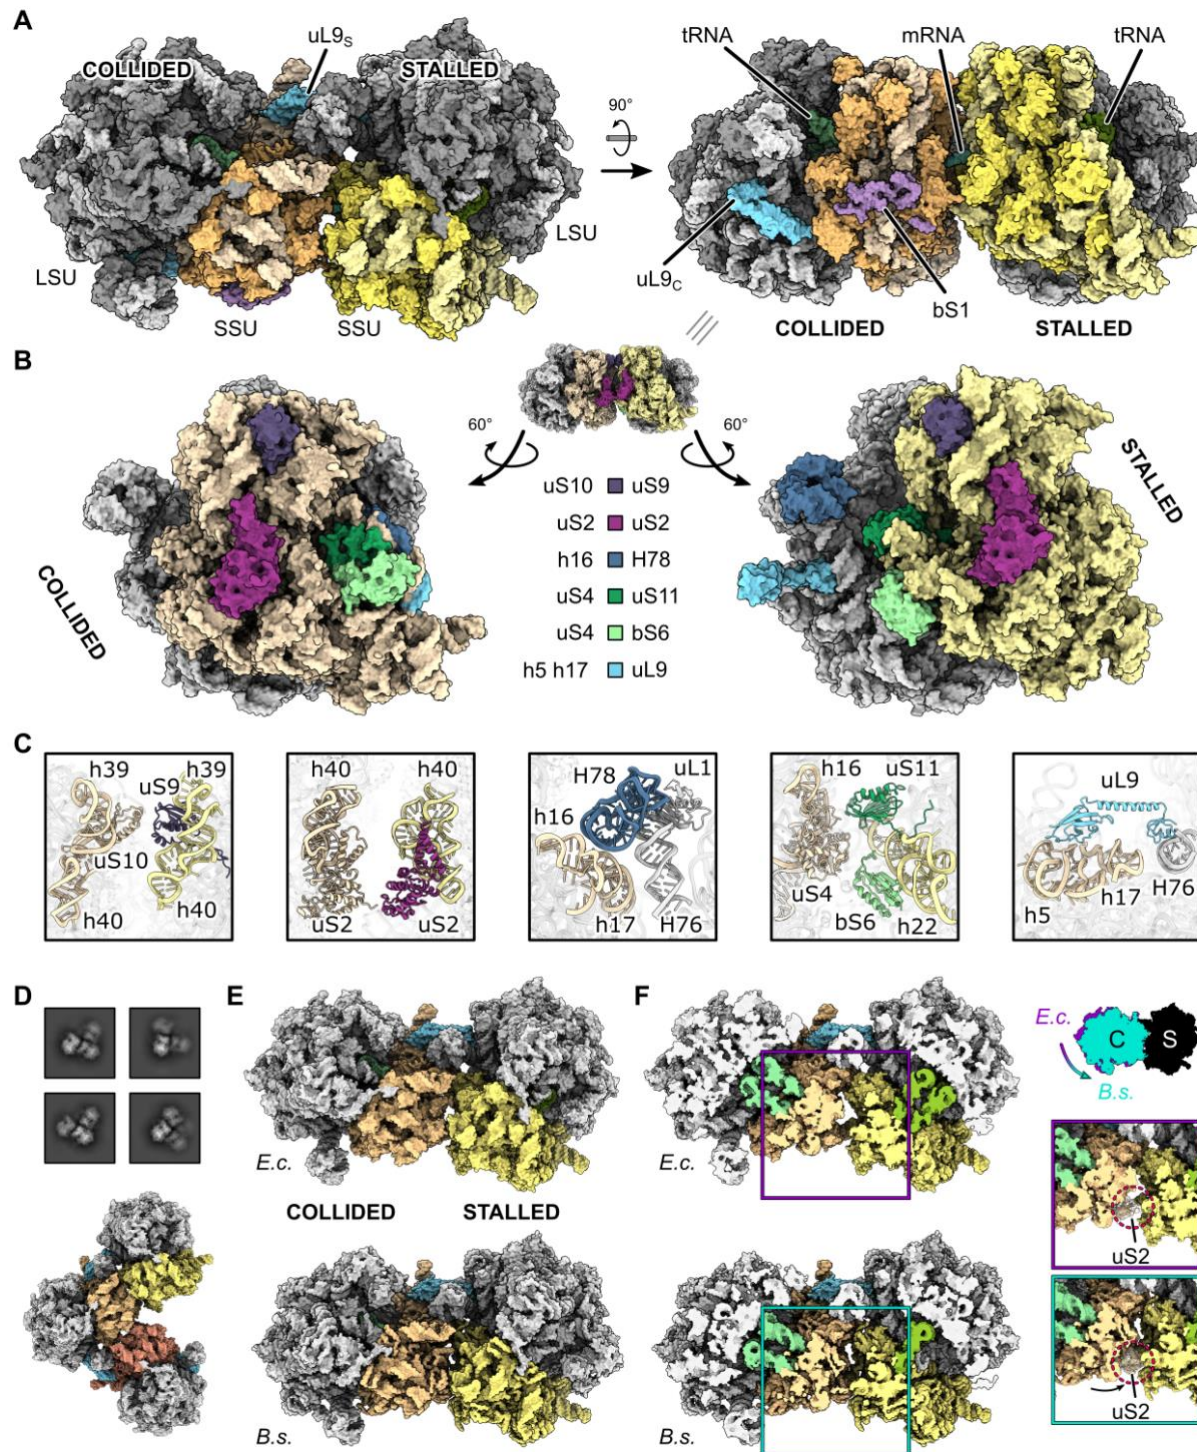 A
uL9S
COLLIDED
STALLED
LSU
SSU
SSU
LSU
90°
tRNA
mRNA
tRNA
uL9C
bS1
COLLIDED
STALLED
B
60°
60°
COLLIDED
STALLED
uS10 uS9
uS2 uS2
h16 H78
uS4 uS11
uS4 bS6
h5 h17 uL9
C
h39
uS9
h39
uS10
h40
h40
h40
h40
uS2
uS2
H78
uL1
h16
h17
H76
h16
uS11
uS4
bS6
h22
uL9
h5
h17
H76
D
E
E.c.
COLLIDED
STALLED
B.s.
F
E.c.
B.s.
E.c.
C
S
B.s.
uS2
uS2